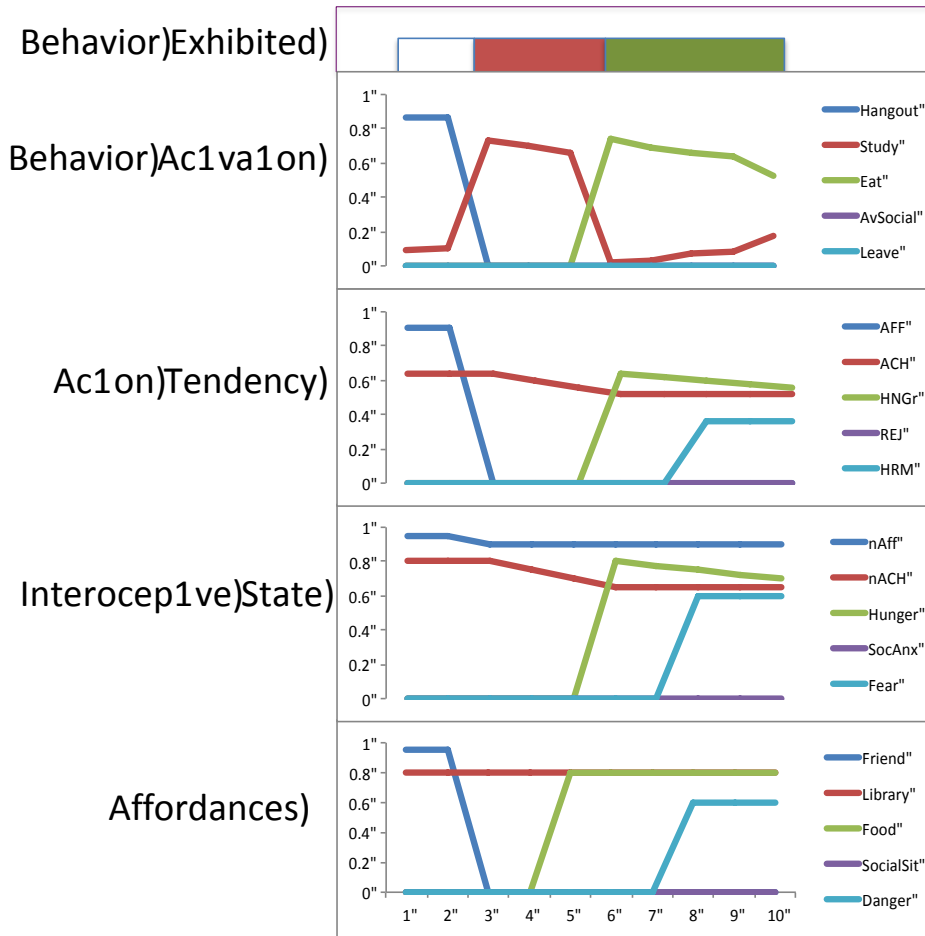 Behavior)Exhibited)
Behavior)Ac1va1on)
1"
0.8"
0.6"
0.4"
0.2"
0"
Hangout"
Study"
Eat"
AvSocial"
Leave"
Ac1on)Tendency)
1"
0.8"
0.6"
0.4"
0.2"
0"
AFF"
ACH"
HNGr"
REJ"
HRM"
Interocep1ve)State)
1"
0.8"
0.6"
0.4"
0.2"
0"
nAff"
nACH"
Hunger"
SocAnx"
Fear"
Affordances)
1"
0.8"
0.6"
0.4"
0.2"
0"
Friend"
Library"
Food"
SocialSit"
Danger"
1" 2" 3" 4" 5" 6" 7" 8" 9" 10"